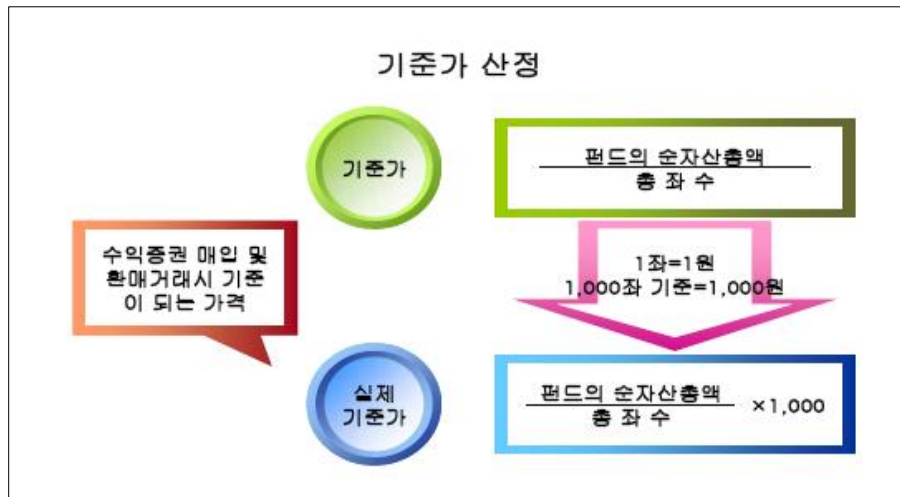 기준가 산정
기준가
펀드의 순자산총액
총 좌 수
수익증권 매입 및
환매거래시 기준
이 되는 가격
1좌=1원
1,000좌 기준=1,000원
실제
기준가
펀드의 순자산총액
총 좌 수
×1,000